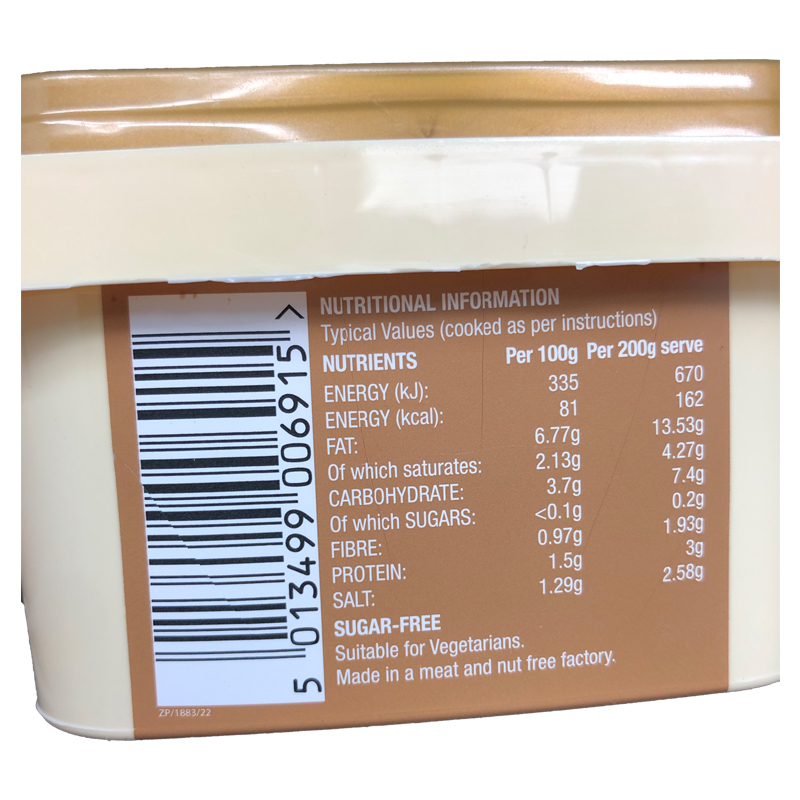 NUTRITIONAL INFORMATION
Typical Values (cooked as per instructions)
NUTRIENTS Per 100g Per 200g serve
ENERGY (kJ): 335 670
ENERGY (kcal): 81 162
FAT: 6.77g 13.53g
Of which saturates: 2.13g 4.27g
CARBOHYDRATE: 3.7g 7.4g
Of which SUGARS: <0.1g 0.2g
FIBRE: 0.97g 1.93g
PROTEIN: 1.5g 3g
SALT: 1.29g 2.58g
SUGAR-FREE
Suitable for Vegetarians.
Made in a meat and nut free factory.
5 013499 006915 >
ZP/1883/22